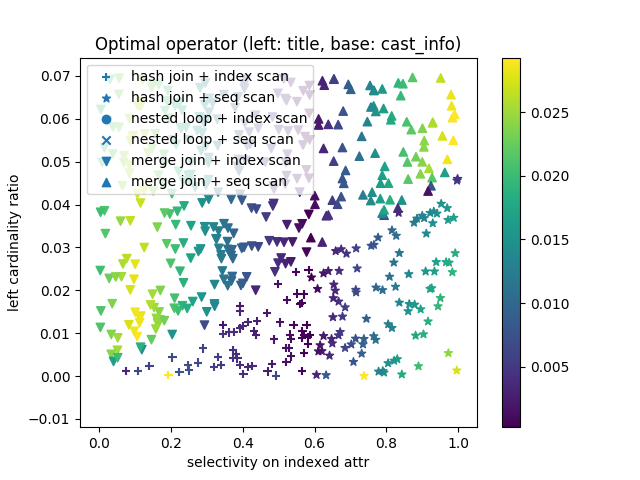 Optimal operator (left: title, base: cast_info)
hash join + index scan
hash join + seq scan
nested loop + index scan
nested loop + seq scan
merge join + index scan
merge join + seq scan
0.07
0.06
0.05
0.04
0.03
0.02
0.01
0.00
−0.01
left cardinality ratio
0.0 0.2 0.4 0.6 0.8 1.0
selectivity on indexed attr
0.025
0.020
0.015
0.010
0.005